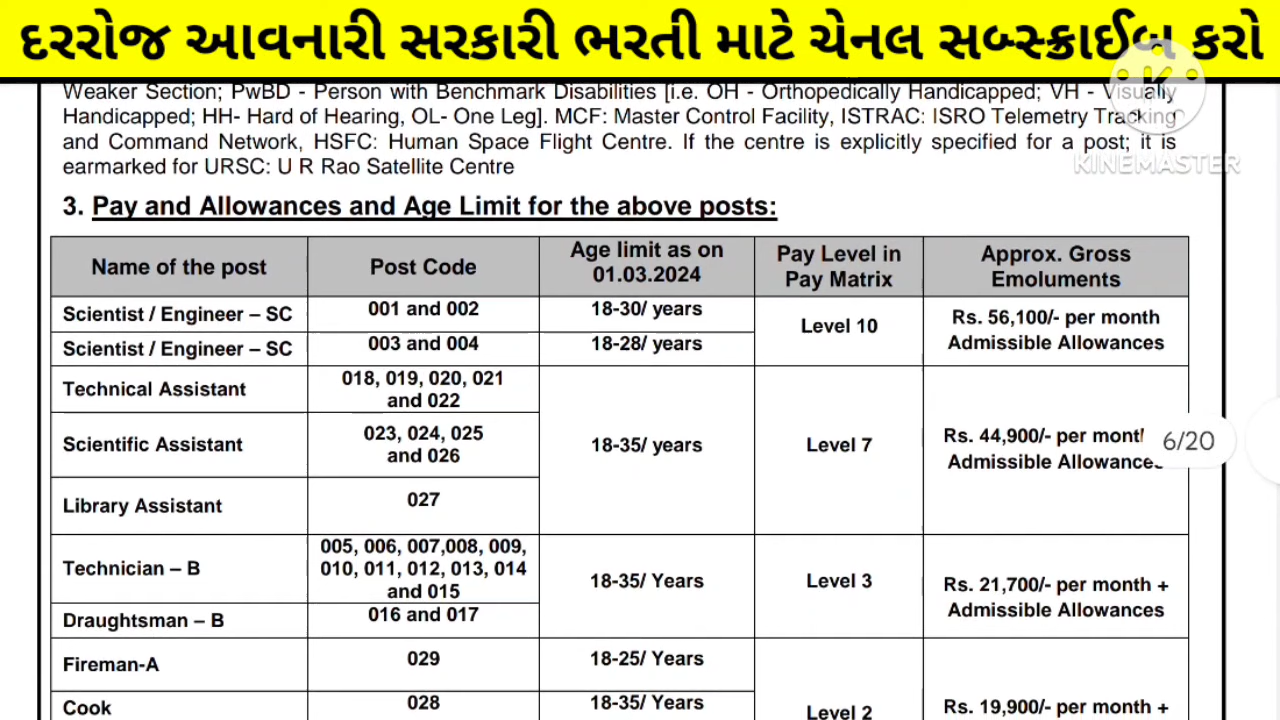 દરરોજ આવનારી સરકારી ભરતી માટે ચેનલ સબ્સ્ક્રાઈબ કરો
Weaker Section; PwBD - Person with Benchmark Disabilities [i.e. OH - Orthopedically Handicapped; VH - Visually
Handicapped; HH- Hard of Hearing, OL- One Leg]. MCF: Master Control Facility, ISTRAC: ISRO Telemetry Tracking
and Command Network, HSFC: Human Space Flight Centre. If the centre is explicitly specified for a post; it is
earmarked for URSC: U R Rao Satellite Centre
KINEMASTER
3. Pay and Allowances and Age Limit for the above posts:
Name of the post
Post Code
Age limit as on
01.03.2024
Pay Level in
Pay Matrix
Approx. Gross
Emoluments
Scientist / Engineer – SC
001 and 002
18-30/ years
Level 10
Rs. 56,100/- per month
Admissible Allowances
Scientist / Engineer – SC
003 and 004
18-28/ years
Technical Assistant
018, 019, 020, 021
and 022
18-35/ years
Level 7
Rs. 44,900/- per month
Admissible Allowances
6/20
Scientific Assistant
023, 024, 025
and 026
Library Assistant
027
Technician – B
005, 006, 007,008, 009,
010, 011, 012, 013, 014
and 015
18-35/ Years
Level 3
Rs. 21,700/- per month +
Admissible Allowances
Draughtsman – B
016 and 017
Fireman-A
029
18-25/ Years
Level 2
Rs. 19,900/- per month +
Cook
028
18-35/ Years